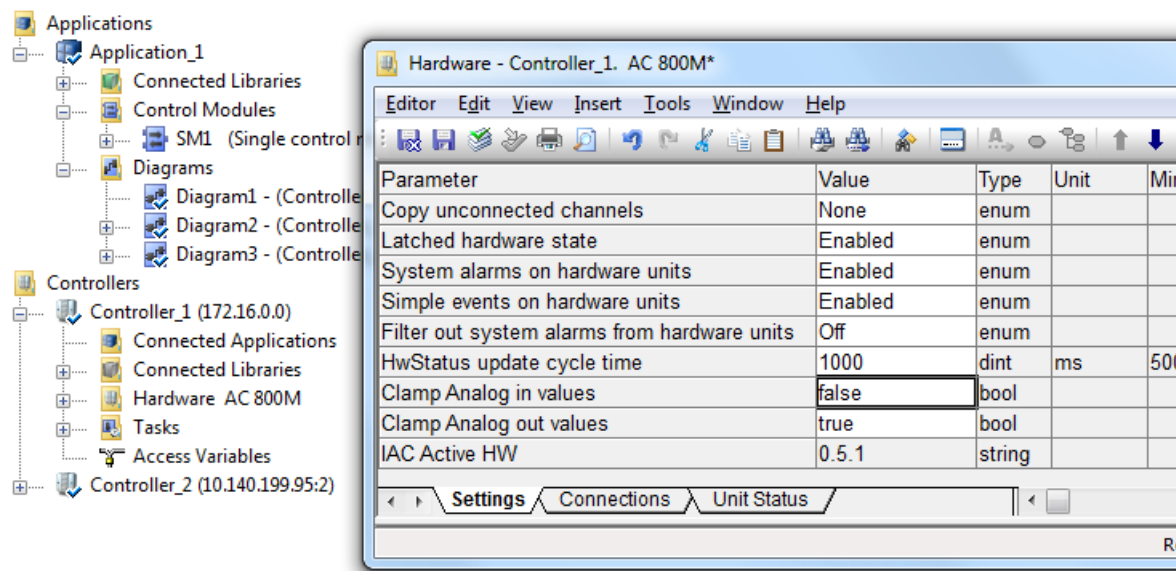 Applications
Application_1
Connected Libraries
Control Modules
SM1 (Single control
Diagrams
Diagram1 - (Controlle
Diagram2 - (Controlle
Diagram3 - (Controlle
Controllers
Controller_1 (172.16.0.0)
Connected Applications
Connected Libraries
Hardware AC 800M
Tasks
Access Variables
Controller_2 (10.140.199.95:2)
Hardware - Controller_1. AC 800M*
Editor Edit View Insert Tools Window Help
Parameter Value Type Unit Min
Copy unconnected channels None enum
Latched hardware state Enabled enum
System alarms on hardware units Enabled enum
Simple events on hardware units Enabled enum
Filter out system alarms from hardware units Off enum
HwStatus update cycle time 1000 dint ms 500
Clamp Analog in values false bool
Clamp Analog out values true bool
IAC Active HW 0.5.1 string
Settings Connections Unit Status